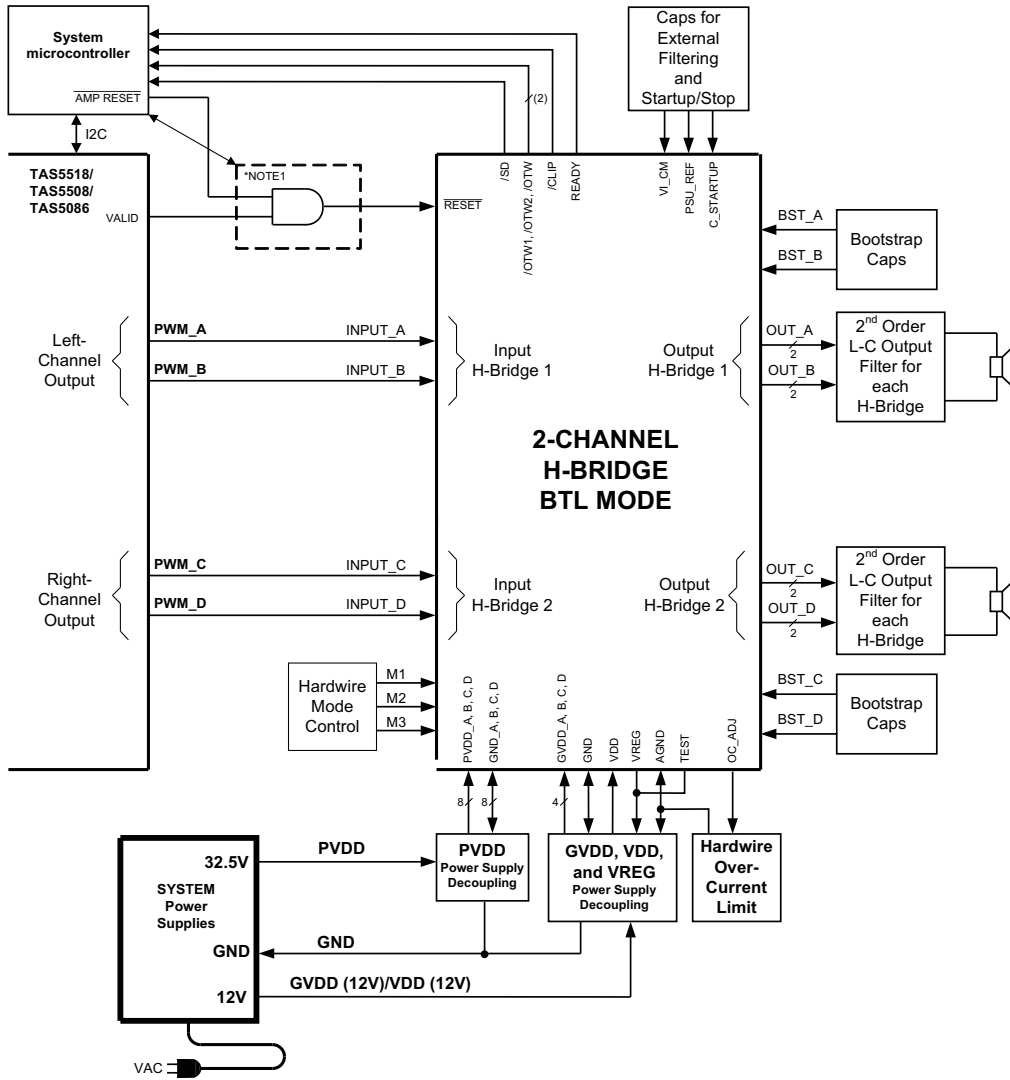 System
microcontroller
AMP RESET
I2C
Caps for
External
Filtering
and
Startup/Stop
(2)
TAS5518/
TAS5508/
TAS5086
VALID
*NOTE1
RESET
/SD
/OTW1, /OTW2, /OTW
/CLIP
READY
VI_CM
PSU_REF
C_STARTUP
BST_A
BST_B
Bootstrap
Caps
Left-
Channel
Output
PWM_A
PWM_B
INPUT_A
INPUT_B
Input
H-Bridge 1
Output
H-Bridge 1
OUT_A
2
OUT_B
2
2nd Order
L-C Output
Filter for
each
H-Bridge
2-CHANNEL
H-BRIDGE
BTL MODE
Right-
Channel
Output
PWM_C
PWM_D
INPUT_C
INPUT_D
Input
H-Bridge 2
Output
H-Bridge 2
OUT_C
2
OUT_D
2
2nd Order
L-C Output
Filter for
each
H-Bridge
Hardwire
Mode
Control
M1
M2
M3
PVDD_A, B, C, D
GND_A, B, C, D
GVDD_A, B, C, D
GND
VDD
VREG
AGND
TEST
OC_ADJ
BST_C
BST_D
Bootstrap
Caps
8
8
4
32.5V
SYSTEM
Power
Supplies
GND
12V
PVDD
PVDD
Power Supply
Decoupling
GVDD, VDD,
and VREG
Power Supply
Decoupling
Hardwire
Over-
Current
Limit
GND
GVDD (12V)/VDD (12V)
VAC